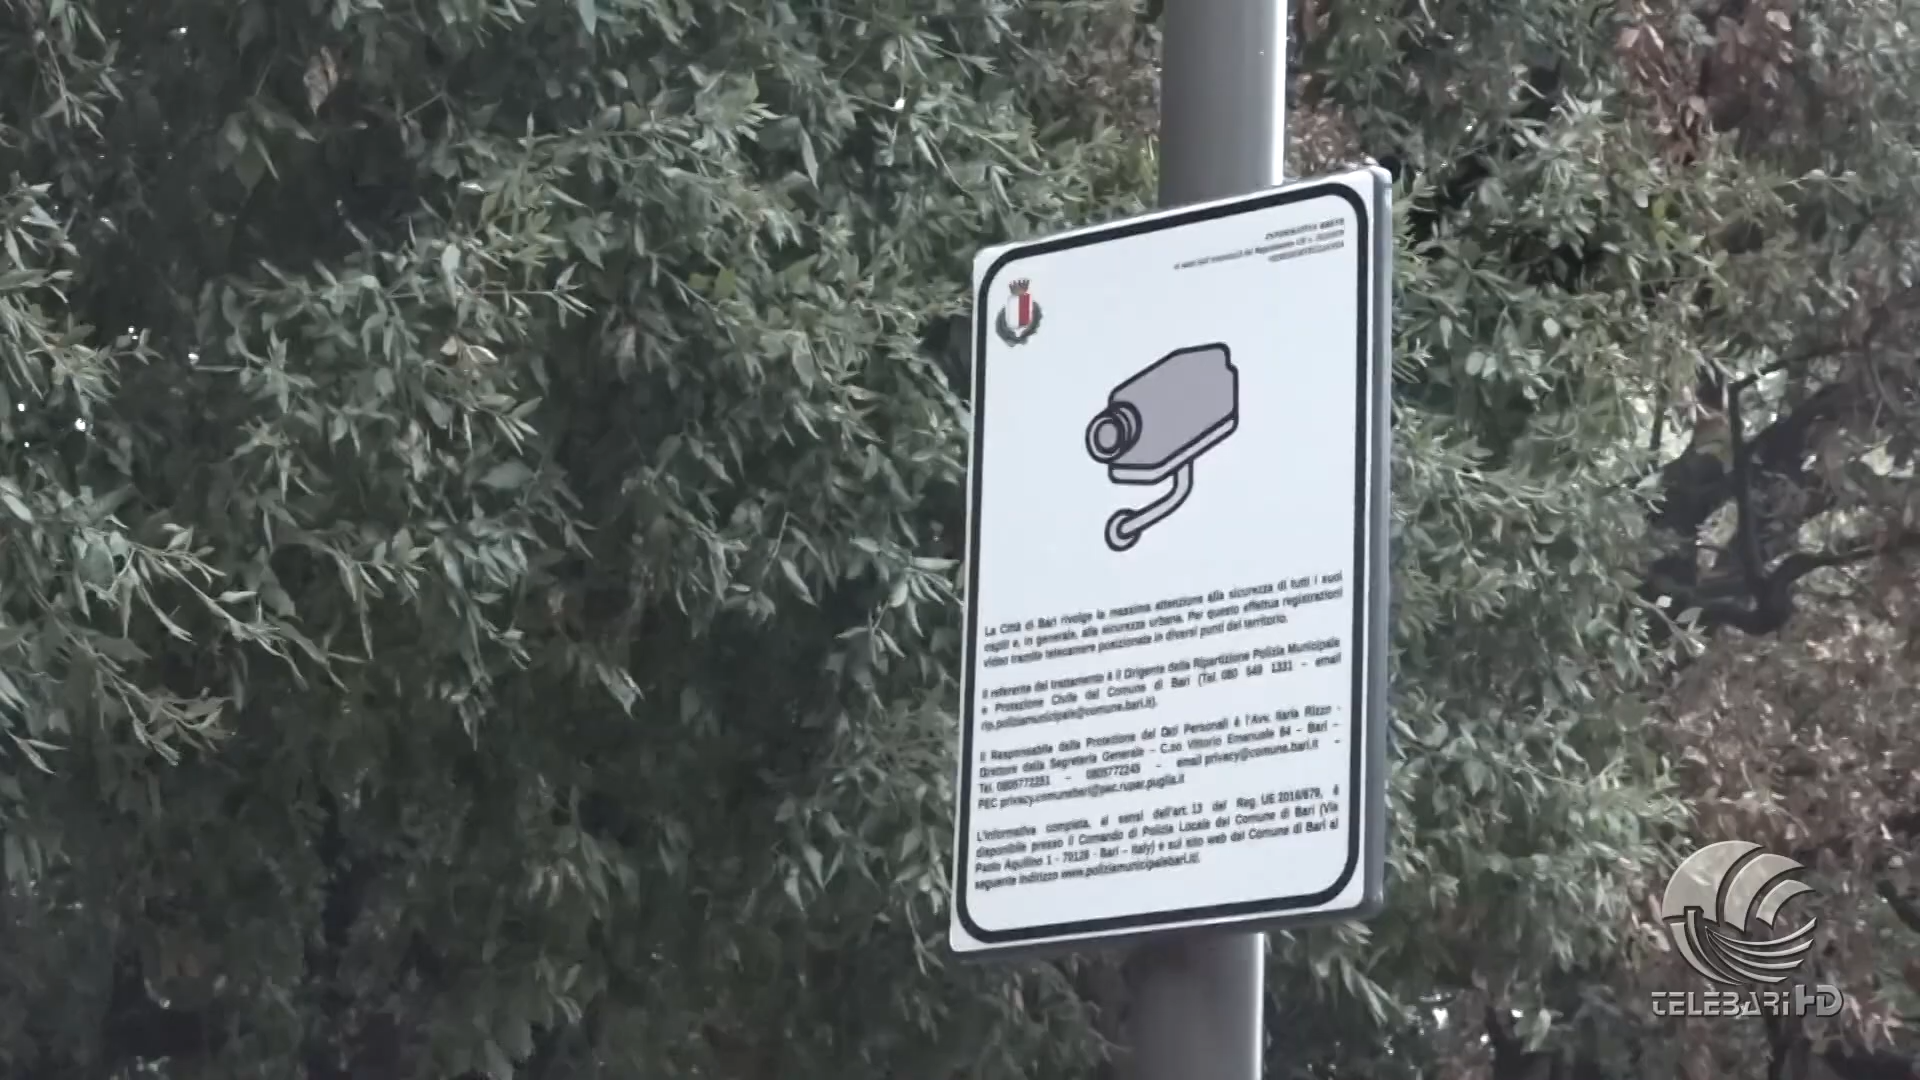 INFORMATIVA BREVE
La Città di Bari rivolge la massima attenzione alla sicurezza di tutti i suoi
ospiti e, in generale, alla sicurezza urbana. Per questo effettua registrazioni
video tramite telecamere posizionate in diversi punti del territorio.
Il referente del trattamento è il Dirigente della Ripartizione Polizia Municipale
e Protezione Civile del Comune di Bari (Tel. 080 549 1331 – email
rip.poliziamunicipale@comune.bari.it).
Il Responsabile della Protezione dei Dati Personali è l'Avv. Ilaria Rizzo -
Direttore della Segreteria Generale – C.so Vittorio Emanuele 84 – Bari –
Tel. 0805772251 – 0805772245 – email privacy@comune.bari.it –
PEC privacy.comunebari@pec.rupar.puglia.it
L'informativa completa, ai sensi dell'art. 13 del Reg. UE 2016/679, è
disponibile presso il Comando di Polizia Locale del Comune di Bari (Via
Paolo Aquilino 1 - 70126 - Bari – Italy) e sul sito web del Comune di Bari al
seguente indirizzo www.poliziamunicipalebari.it/.
TELEBARI HD